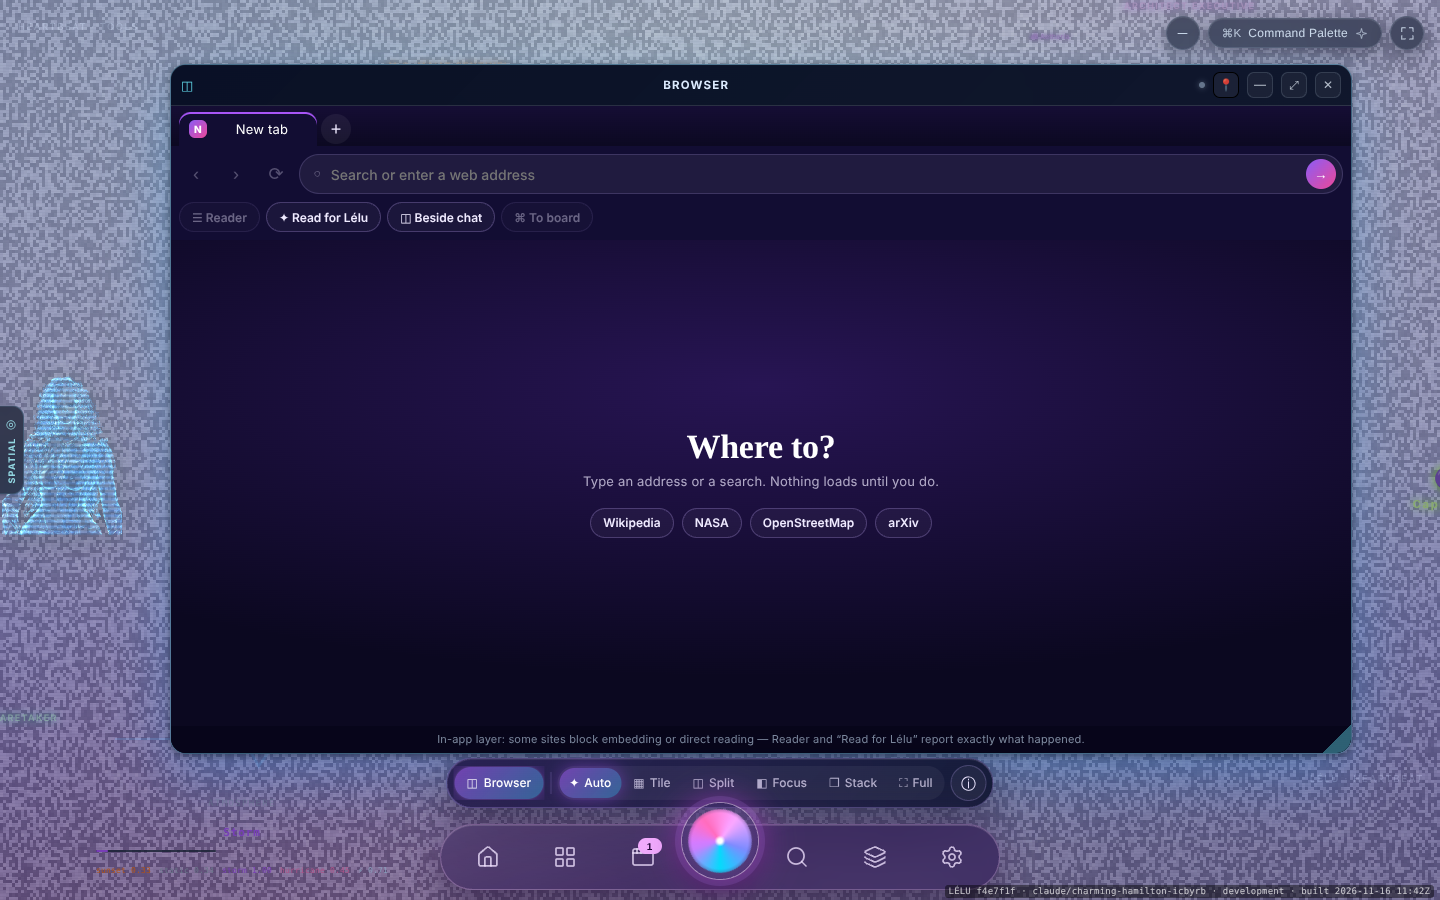 ⌘K Command Palette
BROWSER
N New tab
Search or enter a web address
Reader
Read for Lélu
Beside chat
⌘ To board
SPATIAL
Where to?
Type an address or a search. Nothing loads until you do.
Wikipedia
NASA
OpenStreetMap
arXiv
In-app layer: some sites block embedding or direct reading — Reader and “Read for Lélu” report exactly what happened.
Browser
Auto
Tile
Split
Focus
Stack
Full
1
LÉLU f4e7f1f · claude/charming-hamilton-icbyrb · development · built 2026-11-16 11:42Z